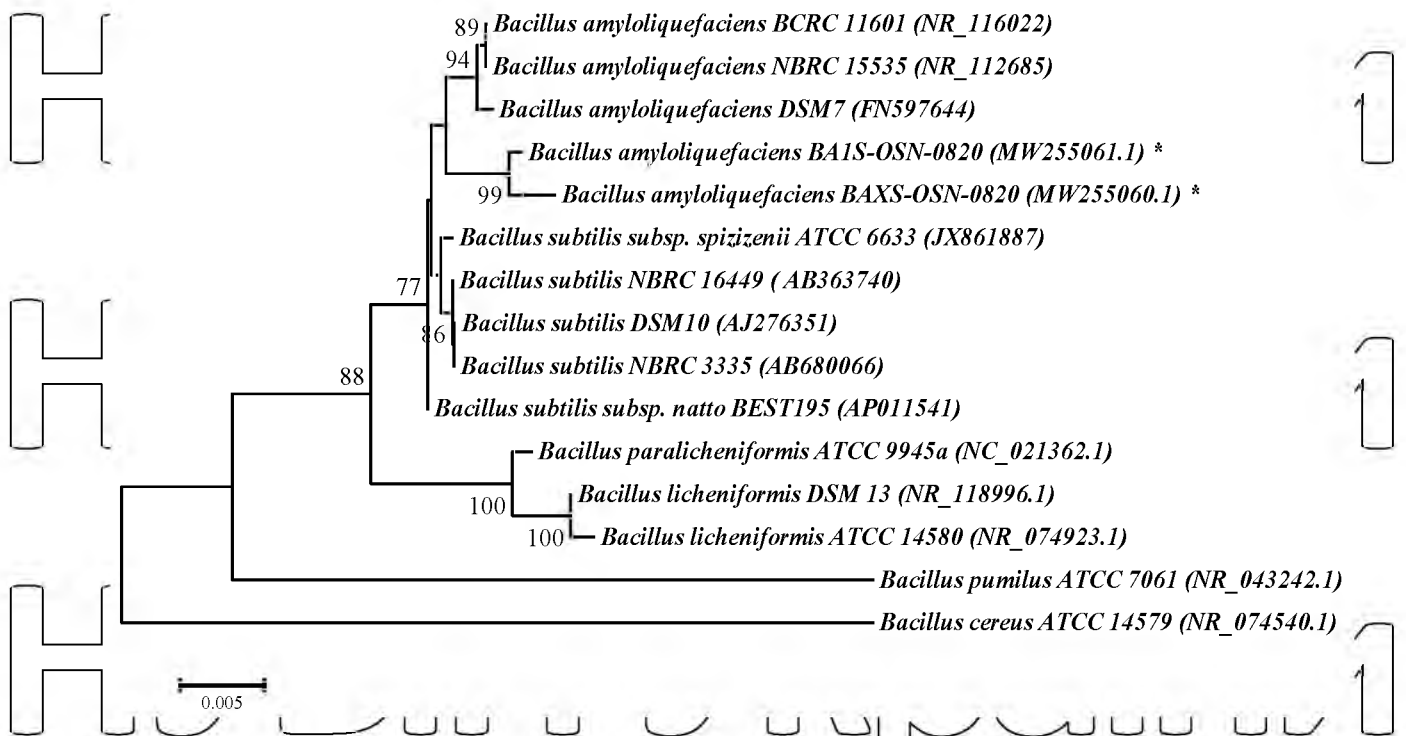 89
Bacillus amyloliquefaciens BCRC 11601 (NR_116022)
94
Bacillus amyloliquefaciens NBRC 15535 (NR_112685)
Bacillus amyloliquefaciens DSM7 (FN597644)
Bacillus amyloliquefaciens BA1S-OSN-0820 (MW255061.1) *
99
Bacillus amyloliquefaciens BAXS-OSN-0820 (MW255060.1) *
Bacillus subtilis subsp. spizizenii ATCC 6633 (JX861887)
77
Bacillus subtilis NBRC 16449 ( AB363740)
86
Bacillus subtilis DSM10 (AJ276351)
Bacillus subtilis NBRC 3335 (AB680066)
88
Bacillus subtilis subsp. natto BEST195 (AP011541)
Bacillus paralicheniformis ATCC 9945a (NC_021362.1)
100
Bacillus licheniformis DSM 13 (NR_118996.1)
100
Bacillus licheniformis ATCC 14580 (NR_074923.1)
Bacillus pumilus ATCC 7061 (NR_043242.1)
Bacillus cereus ATCC 14579 (NR_074540.1)
0.005